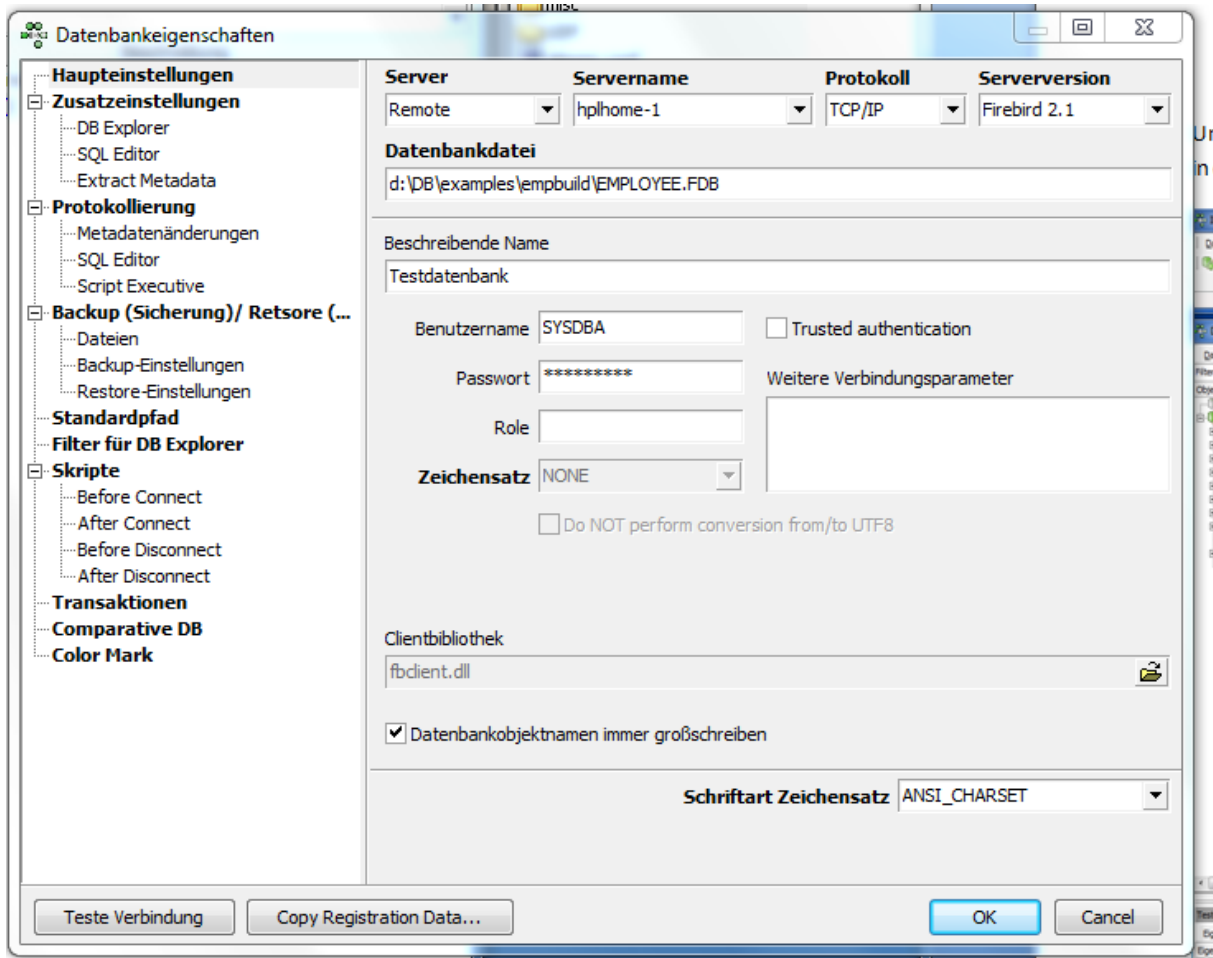 Datenbankeigenschaften
Haupteinstellungen
Zusatzeinstellungen
DB Explorer
SQL Editor
Extract Metadata
Protokollierung
Metadatenänderungen
SQL Editor
Script Executive
Backup (Sicherung)/ Retsore (...
Dateien
Backup-Einstellungen
Restore-Einstellungen
Standardpfad
Filter für DB Explorer
Skripte
Before Connect
After Connect
Before Disconnect
After Disconnect
Transaktionen
Comparative DB
Color Mark
Server Servername Protokoll Serverversion
Remote hplhome-1 TCP/IP Firebird 2.1
Datenbankdatei
d:\DB\examples\empbuild\EMPLOYEE.FDB
Beschreibende Name
Testdatenbank
Benutzername SYSDBA Trusted authentication
Passwort ********* Weitere Verbindungsparameter
Role
Zeichensatz NONE
Do NOT perform conversion from/to UTF8
Clientbibliothek
fbclient.dll
Datenbankobjektnamen immer großschreiben
Schriftart Zeichensatz ANSI_CHARSET
Teste Verbindung Copy Registration Data... OK Cancel
in